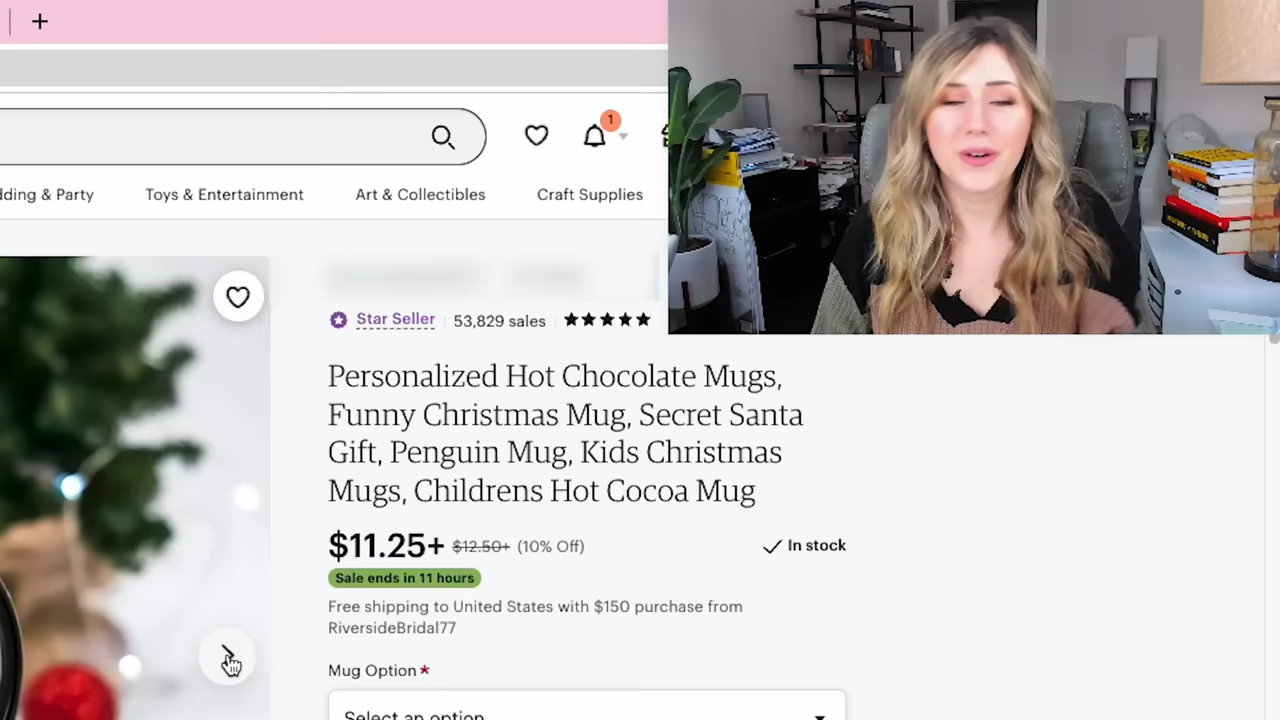 +
1
dding & Party Toys & Entertainment Art & Collectibles Craft Supplies
Star Seller 53,829 sales
Personalized Hot Chocolate Mugs,
Funny Christmas Mug, Secret Santa
Gift, Penguin Mug, Kids Christmas
Mugs, Childrens Hot Cocoa Mug
$11.25+ $12.50+ (10% Off) In stock
Sale ends in 11 hours
Free shipping to United States with $150 purchase from
RiversideBridal77
Mug Option *
Select an option